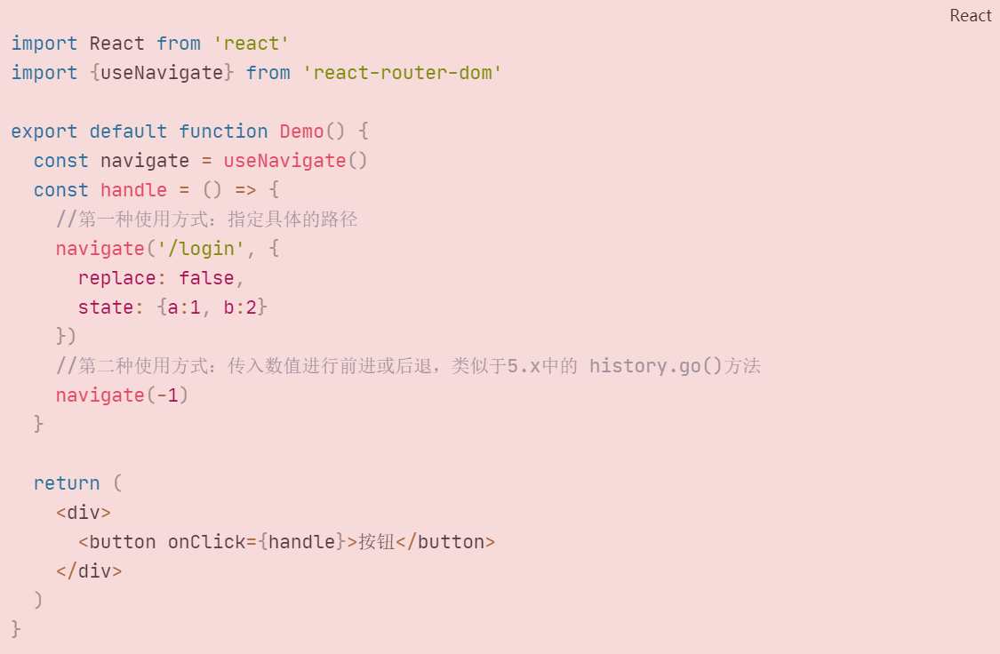 React
import React from 'react'
import {useNavigate} from 'react-router-dom'
export default function Demo() {
  const navigate = useNavigate()
  const handle = () => {
    //第一种使用方式：指定具体的路径
    navigate('/login', {
      replace: false,
      state: {a:1, b:2}
    })
    //第二种使用方式：传入数值进行前进或后退，类似于5.x中的 history.go()方法
    navigate(-1)
  }
  return (
    <div>
      <button onClick={handle}>按钮</button>
    </div>
  )
}